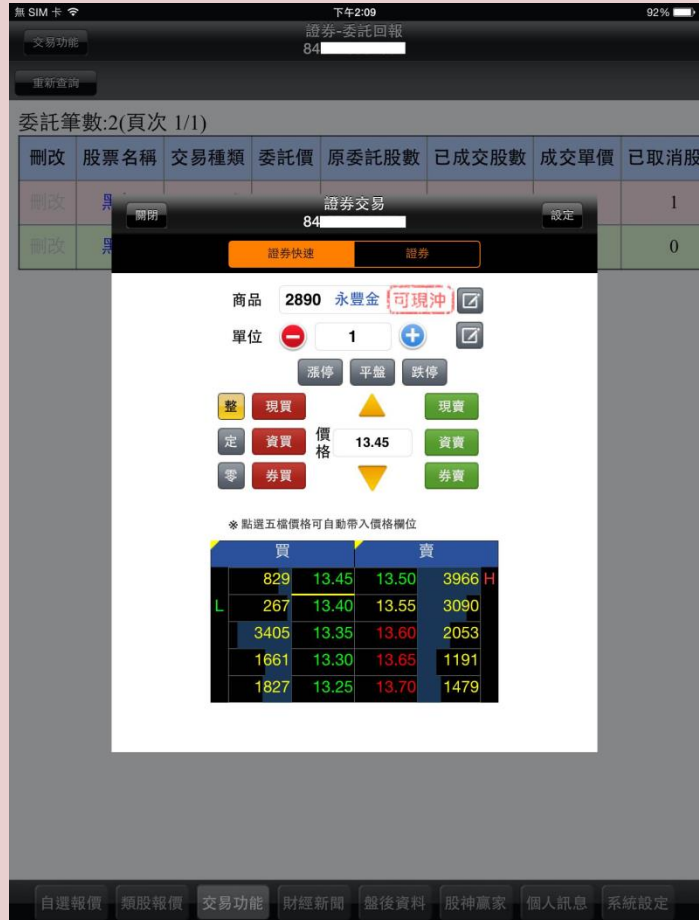 無 SIM 卡 下午2:09 92%
交易功能 證券-委託回報
84
重新查詢
委託筆數:2(頁次 1/1)
刪改 股票名稱 交易種類 委託價 原委託股數 已成交股數 成交單價 已取消股
刪改 1
刪改 0
關閉 證券交易 設定
84
證券快速 證券
商品 2890 永豐金 可現沖
單位 1
漲停 平盤 跌停
整 現買 現賣
定 資買 價格 13.45 資賣
零 券買 券賣
※ 點選五檔價格可自動帶入價格欄位
買 賣
829 13.45 13.50 3966 H
L 267 13.40 13.55 3090
3405 13.35 13.60 2053
1661 13.30 13.65 1191
1827 13.25 13.70 1479
自選報價 類股報價 交易功能 財經新聞 盤後資料 股神贏家 個人訊息 系統設定